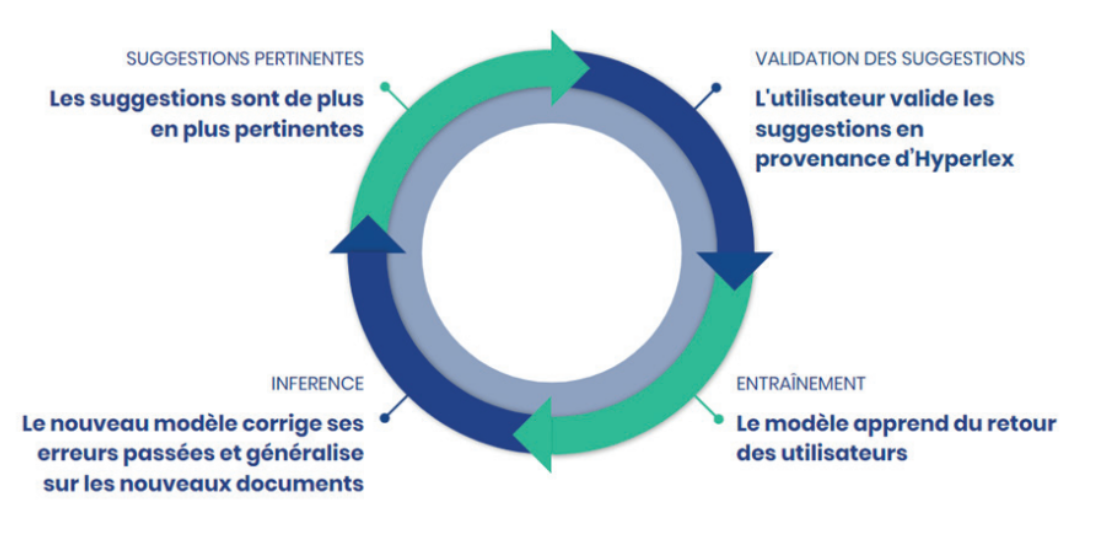 SUGGESTIONS PERTINENTES
Les suggestions sont de plus
en plus pertinentes
VALIDATION DES SUGGESTIONS
L'utilisateur valide les
suggestions en
provenance d'Hyperlex
INFERENCE
Le nouveau modèle corrige ses
erreurs passées et généralise
sur les nouveaux documents
ENTRAÎNEMENT
Le modèle apprend du retour
des utilisateurs